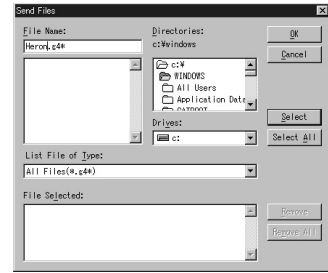 Send Files
File Name:
Heron.g4*
Directories:
c:¥windows
OK
Cancel
c:¥
WINDOWS
All Users
Application Data
CATROOT
Drives:
c:
Select
Select All
List File of Type:
All Files(*.g4*)
File Selected:
Remove
Remove All